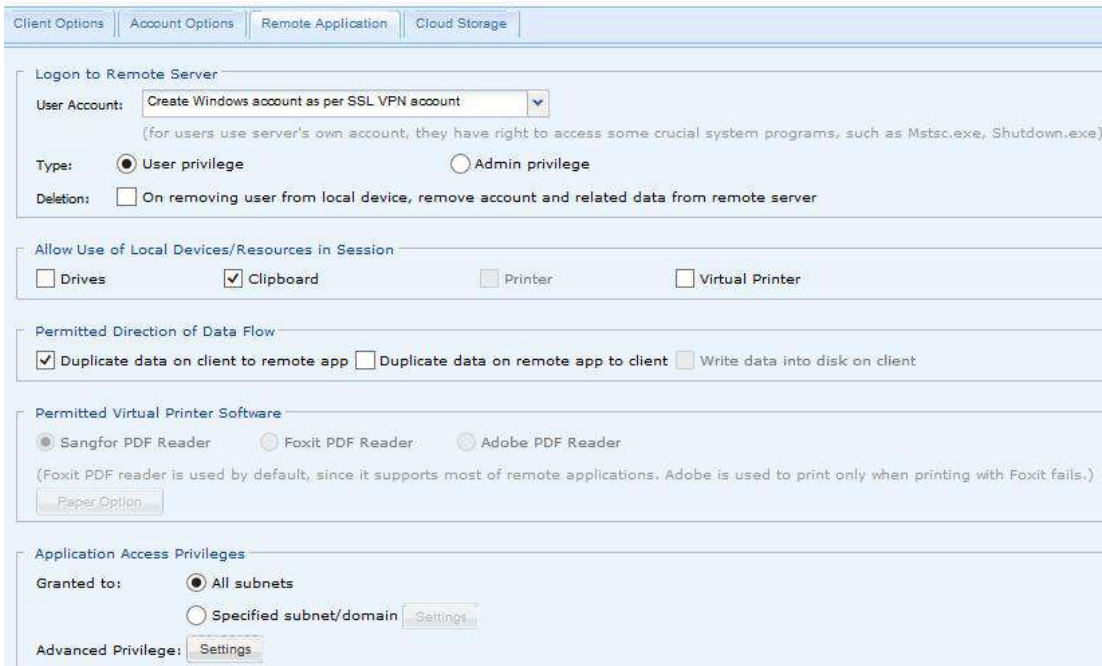 Client Options Account Options Remote Application Cloud Storage
Logon to Remote Server
User Account: Create Windows account as per SSL VPN account
(for users use server's own account, they have right to access some crucial system programs, such as Mstsc.exe, Shutdown.exe)
Type: User privilege Admin privilege
Deletion: On removing user from local device, remove account and related data from remote server
Allow Use of Local Devices/Resources in Session
Drives Clipboard Printer Virtual Printer
Permitted Direction of Data Flow
Duplicate data on client to remote app Duplicate data on remote app to client Write data into disk on client
Permitted Virtual Printer Software
Sangfor PDF Reader Foxit PDF Reader Adobe PDF Reader
(Foxit PDF reader is used by default, since it supports most of remote applications. Adobe is used to print only when printing with Foxit fails.)
Paper Option
Application Access Privileges
Granted to: All subnets
Specified subnet/domain Settings
Advanced Privilege: Settings